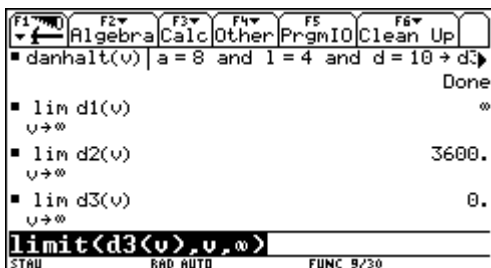 F1 F2 F3 F4 F5 F6
Algebra Calc Other PrgmIO Clean Up
▪ danhalt(v) | a = 8 and l = 4 and d = 10 → d3
Done
▪ lim d1(v) ∞
v→∞
▪ lim d2(v) 3600.
v→∞
▪ lim d3(v) 0.
v→∞
limit(d3(v),v,∞)
STAU RAD AUTO FUNC 9/30